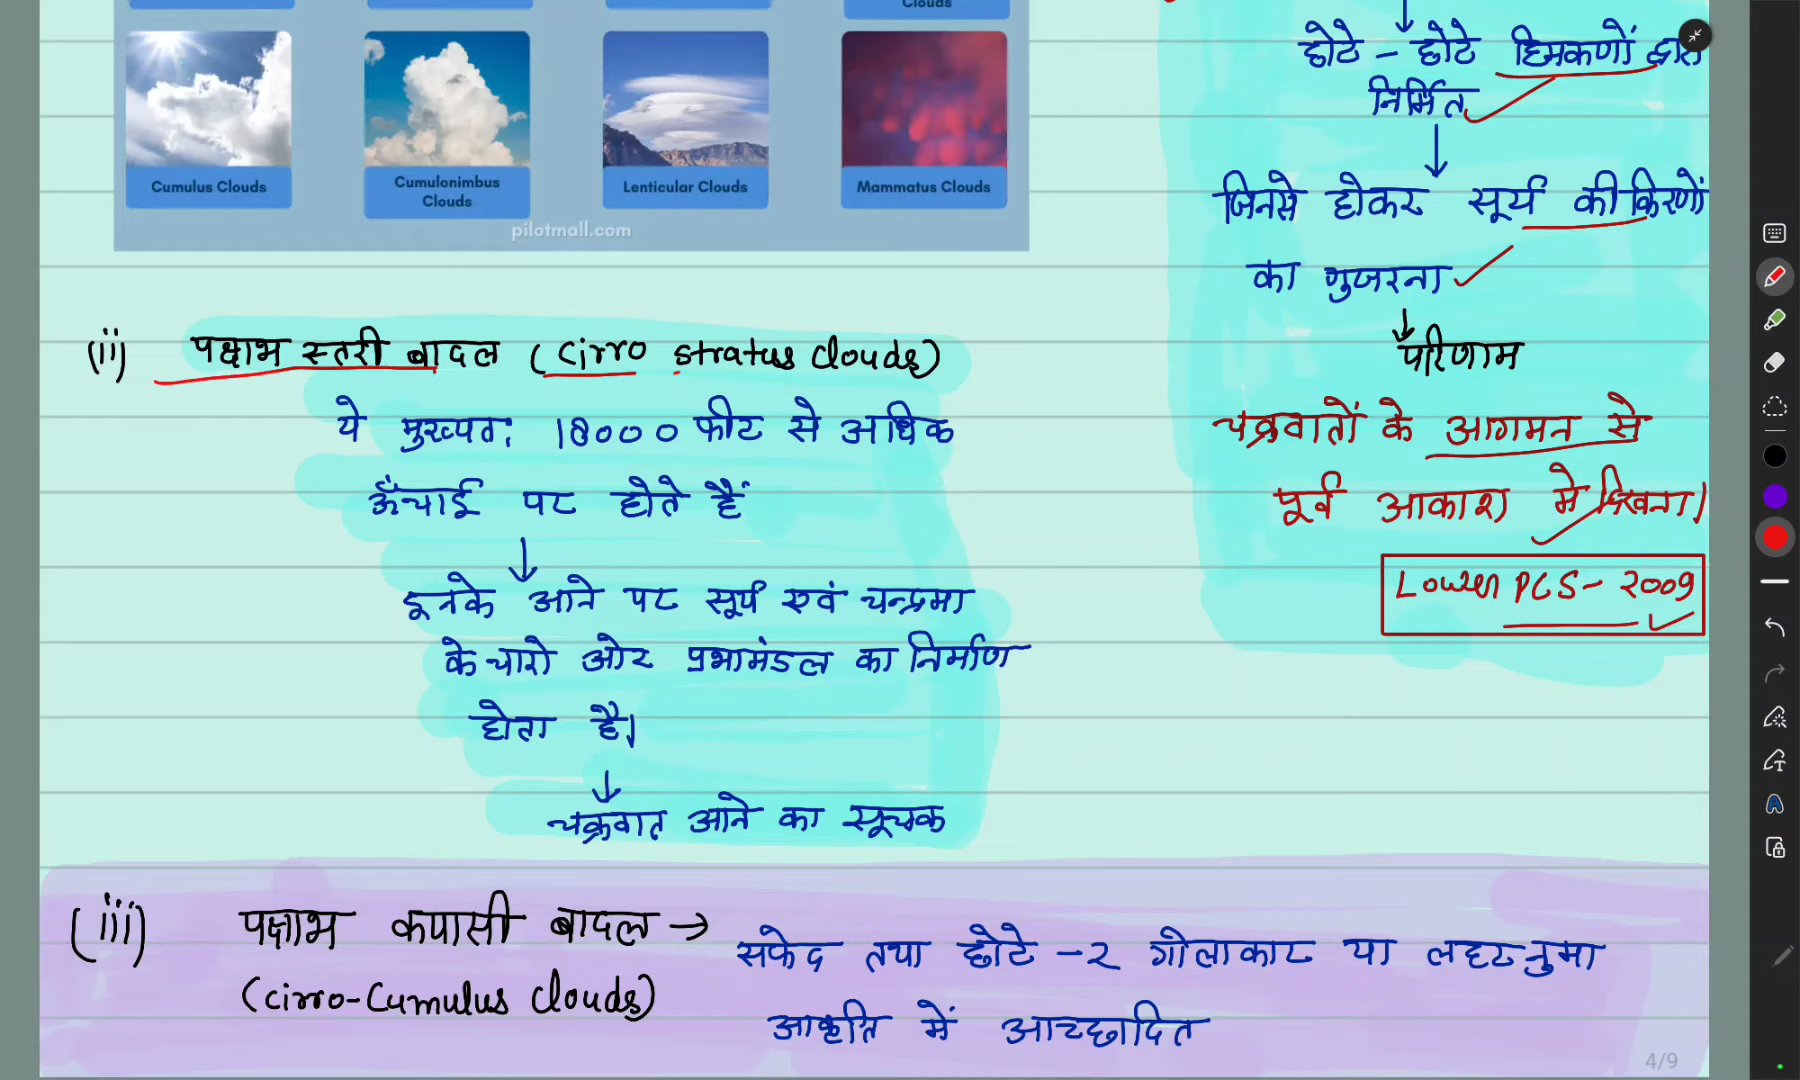 Clouds
Cumulus Clouds
Cumulonimbus
Clouds
Lenticular Clouds
Mammatus Clouds
pilotmall.com
छोटे - छोटे हिमकणों द्वारा
निर्मित
जिनसे होकर सूर्य की किरणों
का गुजरना
परिणाम
चक्रवातों के आगमन से
पूर्व आकाश में दिखना।
Lower PCS - 2009
(ii) पक्षाभ स्तरी बादल (Cirro stratus Clouds)
ये मुख्यतः 18000 फीट से अधिक
ऊँचाई पर होते हैं
इनके आने पर सूर्य एवं चन्द्रमा
के चारो ओर प्रभामंडल का निर्माण
होता है।
चक्रवात आने का सूचक
(iii) पक्षाभ कपासी बादल →
(Cirro-Cumulus Clouds)
सफेद तथा छोटे -२ गोलाकार या लहरनुमा
आकृति में आच्छादित
4/9